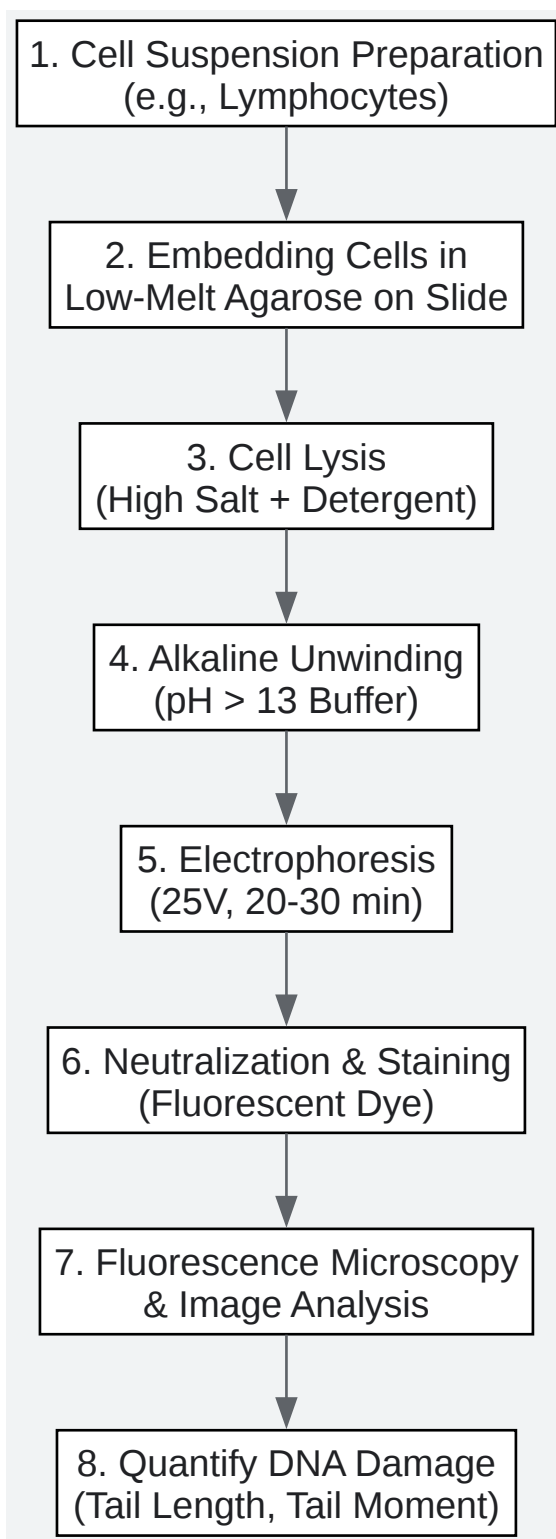 1. Cell Suspension Preparation
(e.g., Lymphocytes)
2. Embedding Cells in
Low-Melt Agarose on Slide
3. Cell Lysis
(High Salt + Detergent)
4. Alkaline Unwinding
(pH > 13 Buffer)
5. Electrophoresis
(25V, 20-30 min)
6. Neutralization & Staining
(Fluorescent Dye)
7. Fluorescence Microscopy
& Image Analysis
8. Quantify DNA Damage
(Tail Length, Tail Moment)